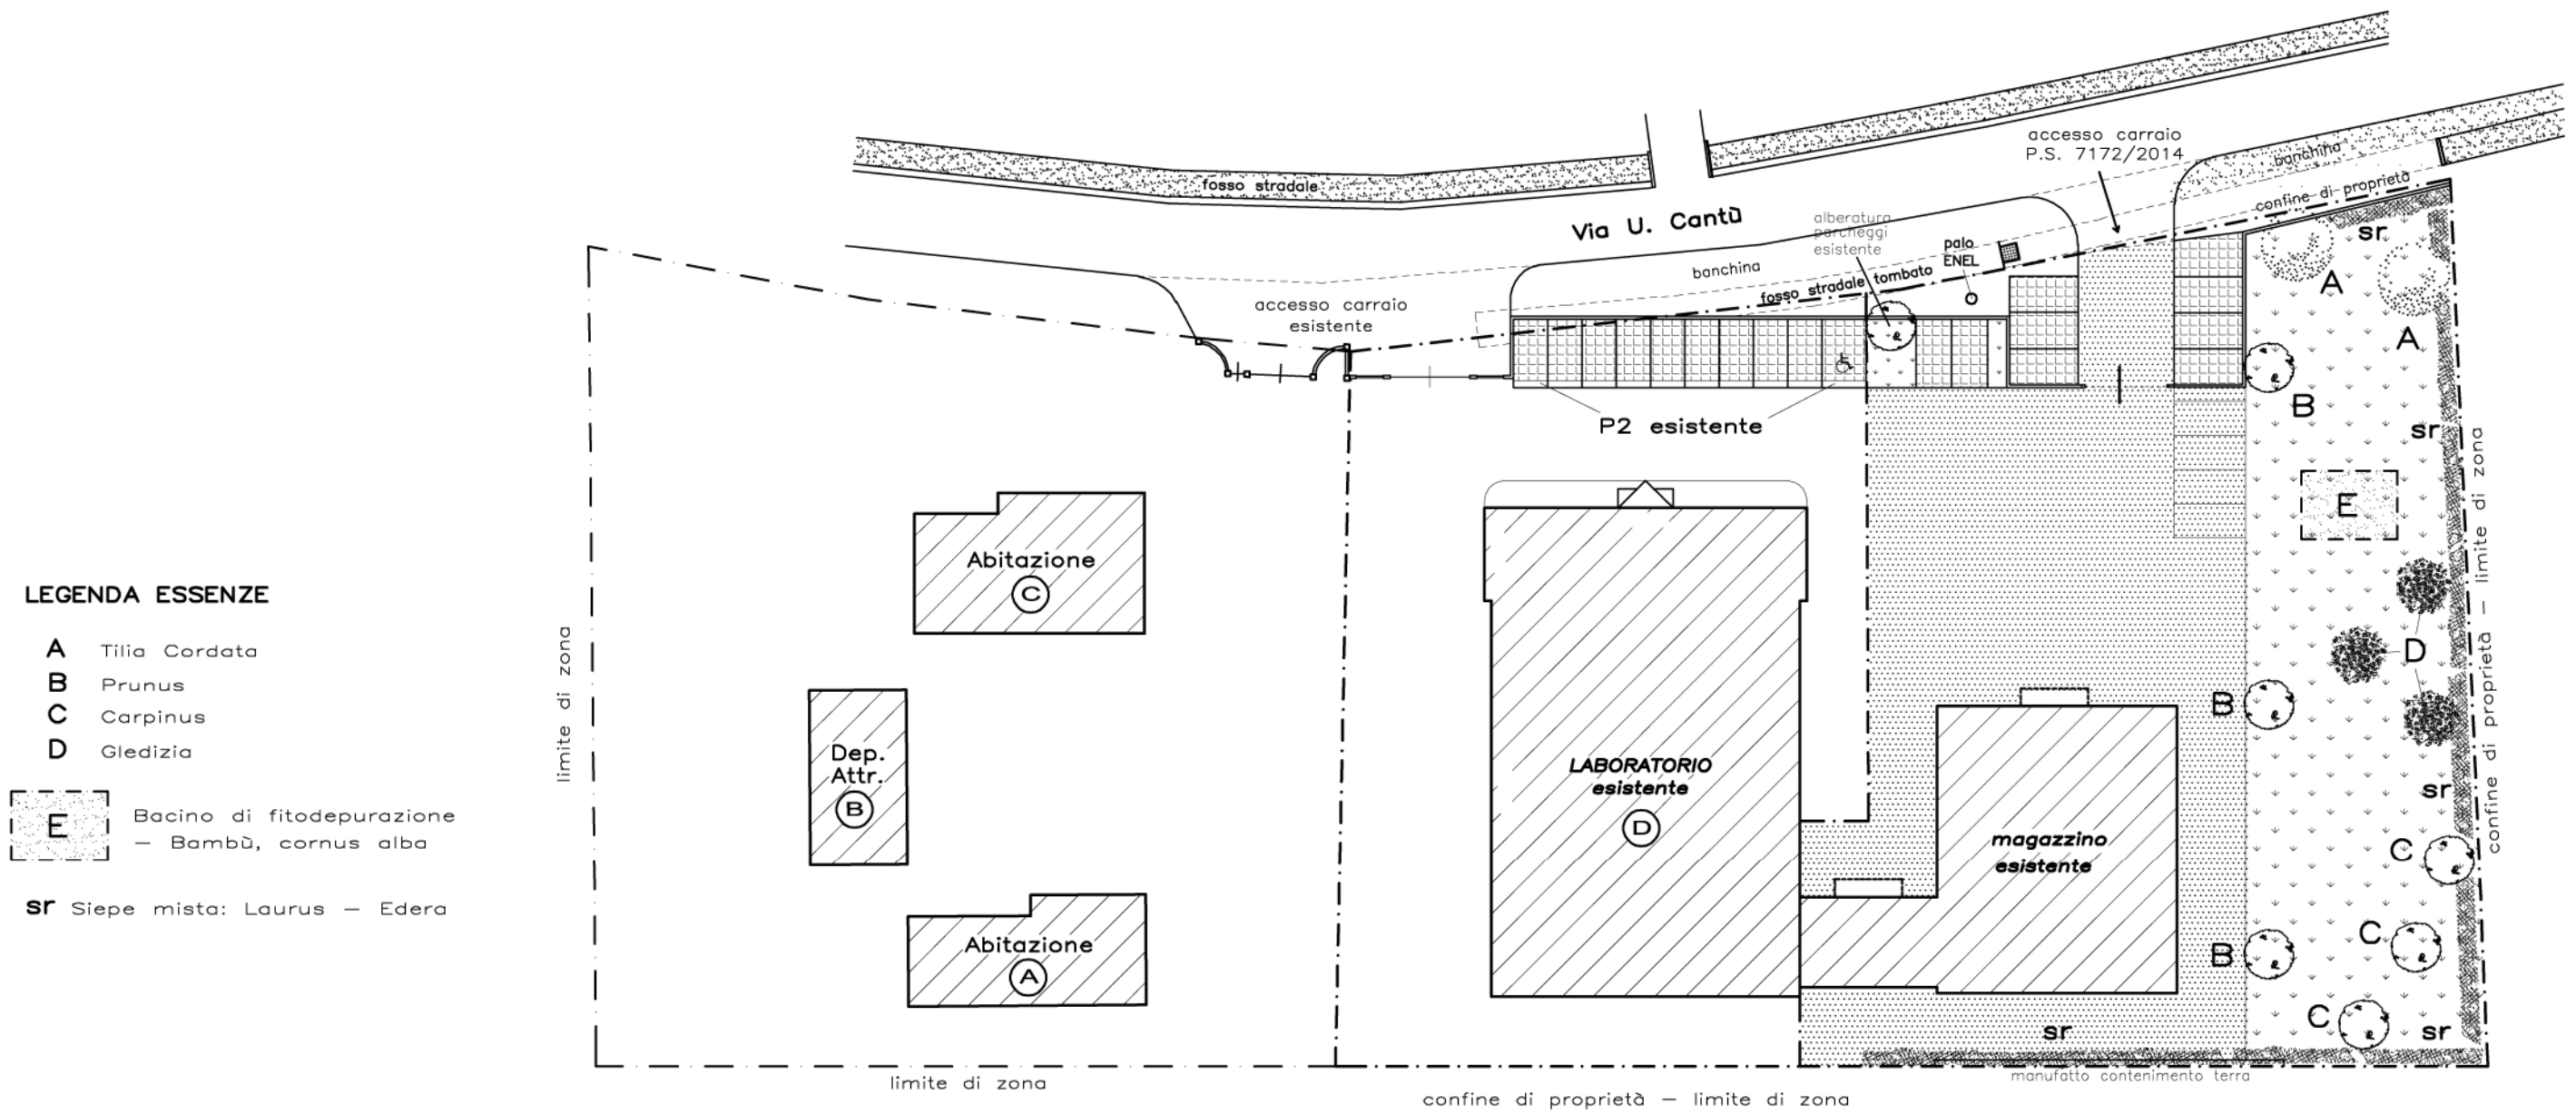 accesso carraio
P.S. 7172/2014
banchina
confine di proprietà
fosso stradale
Via U. Cantù
alberatura
parcheggi
esistente
palo
ENEL
banchina
fosso stradale tombato
accesso carraio
esistente
sr
A
A
B
P2 esistente
sr
E
limite di zona
confine di proprietà – limite di zona
Abitazione
C
D
B
Dep.
Attr.
B
LABORATORIO
esistente
D
magazzino
esistente
sr
C
C
B
C
sr
sr
Abitazione
A
limite di zona
manufatto contenimento terra
confine di proprietà – limite di zona
LEGENDA ESSENZE
A Tilia Cordata
B Prunus
C Carpinus
D Gledizia
E Bacino di fitodepurazione
– Bambù, cornus alba
sr Siepe mista: Laurus – Edera